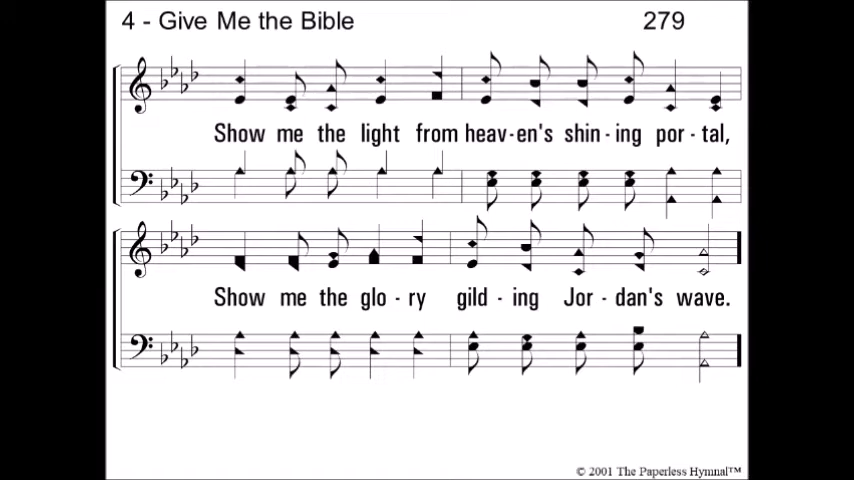 4 - Give Me the Bible 279
Show me the light from heav-en's shin-ing por-tal,
Show me the glo-ry gild-ing Jor-dan's wave.
© 2001 The Paperless Hymnal™